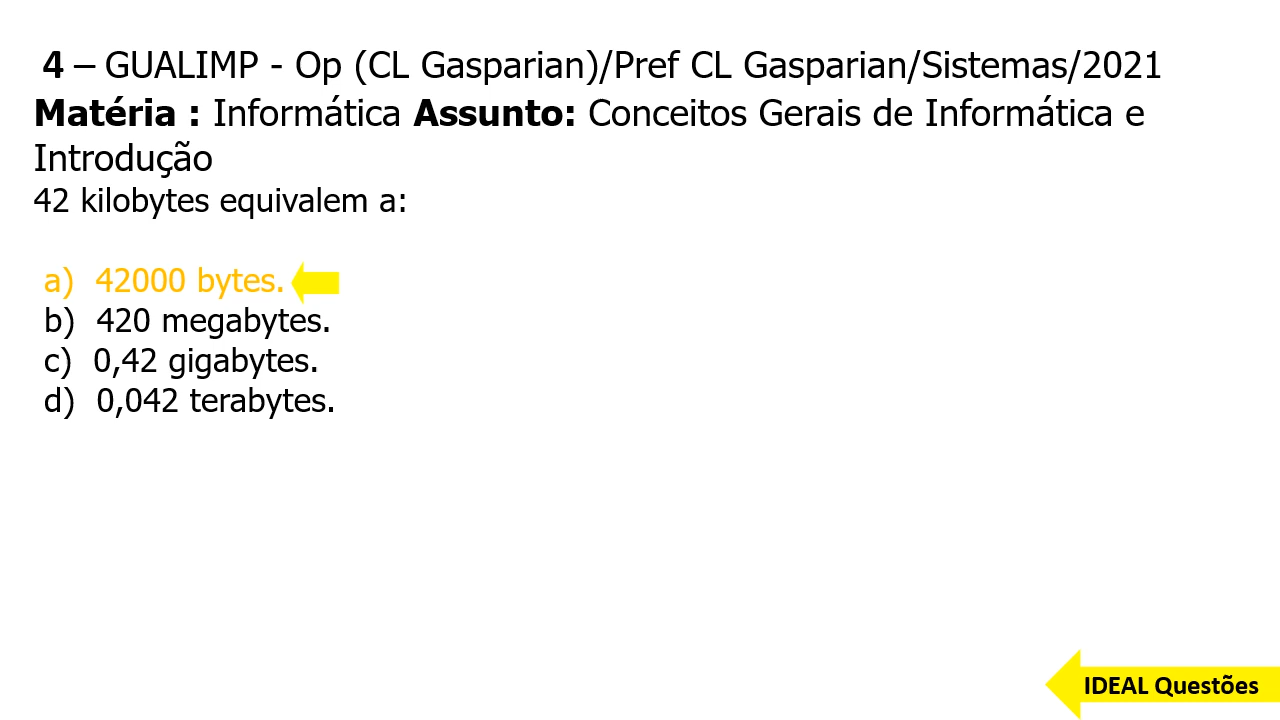 4 – GUALIMP - Op (CL Gasparian)/Pref CL Gasparian/Sistemas/2021
Matéria : Informática Assunto: Conceitos Gerais de Informática e
Introdução
42 kilobytes equivalem a:
a) 42000 bytes.
b) 420 megabytes.
c) 0,42 gigabytes.
d) 0,042 terabytes.
IDEAL Questões